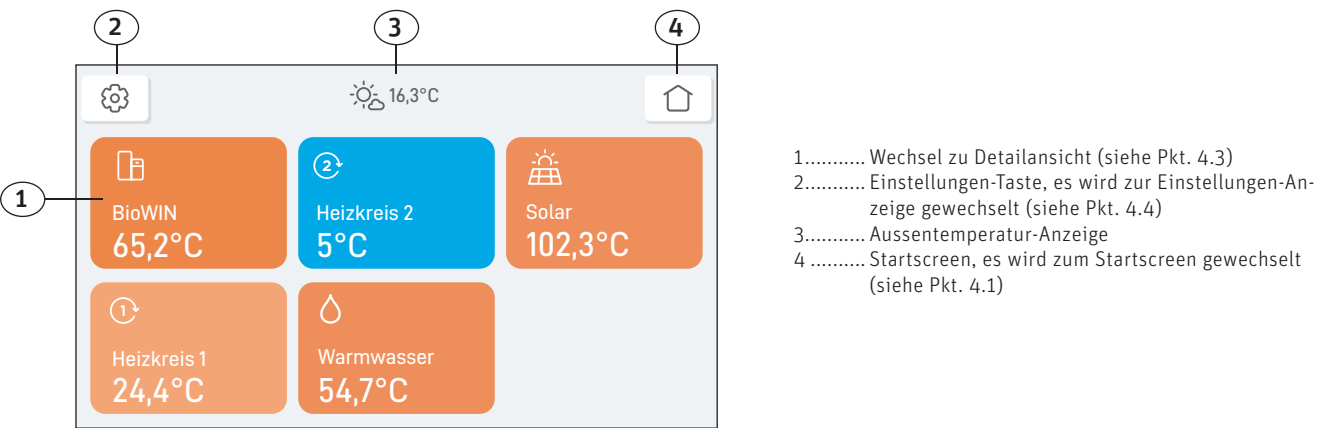 2
3
4
16,3°C
1
BioWIN
65,2°C
2
Heizkreis 2
5°C
Solar
102,3°C
1
Heizkreis 1
24,4°C
Warmwasser
54,7°C
1........... Wechsel zu Detailansicht (siehe Pkt. 4.3)
2........... Einstellungen-Taste, es wird zur Einstellungen-An-
zeige gewechselt (siehe Pkt. 4.4)
3........... Aussentemperatur-Anzeige
4 .......... Startscreen, es wird zum Startscreen gewechselt
(siehe Pkt. 4.1)